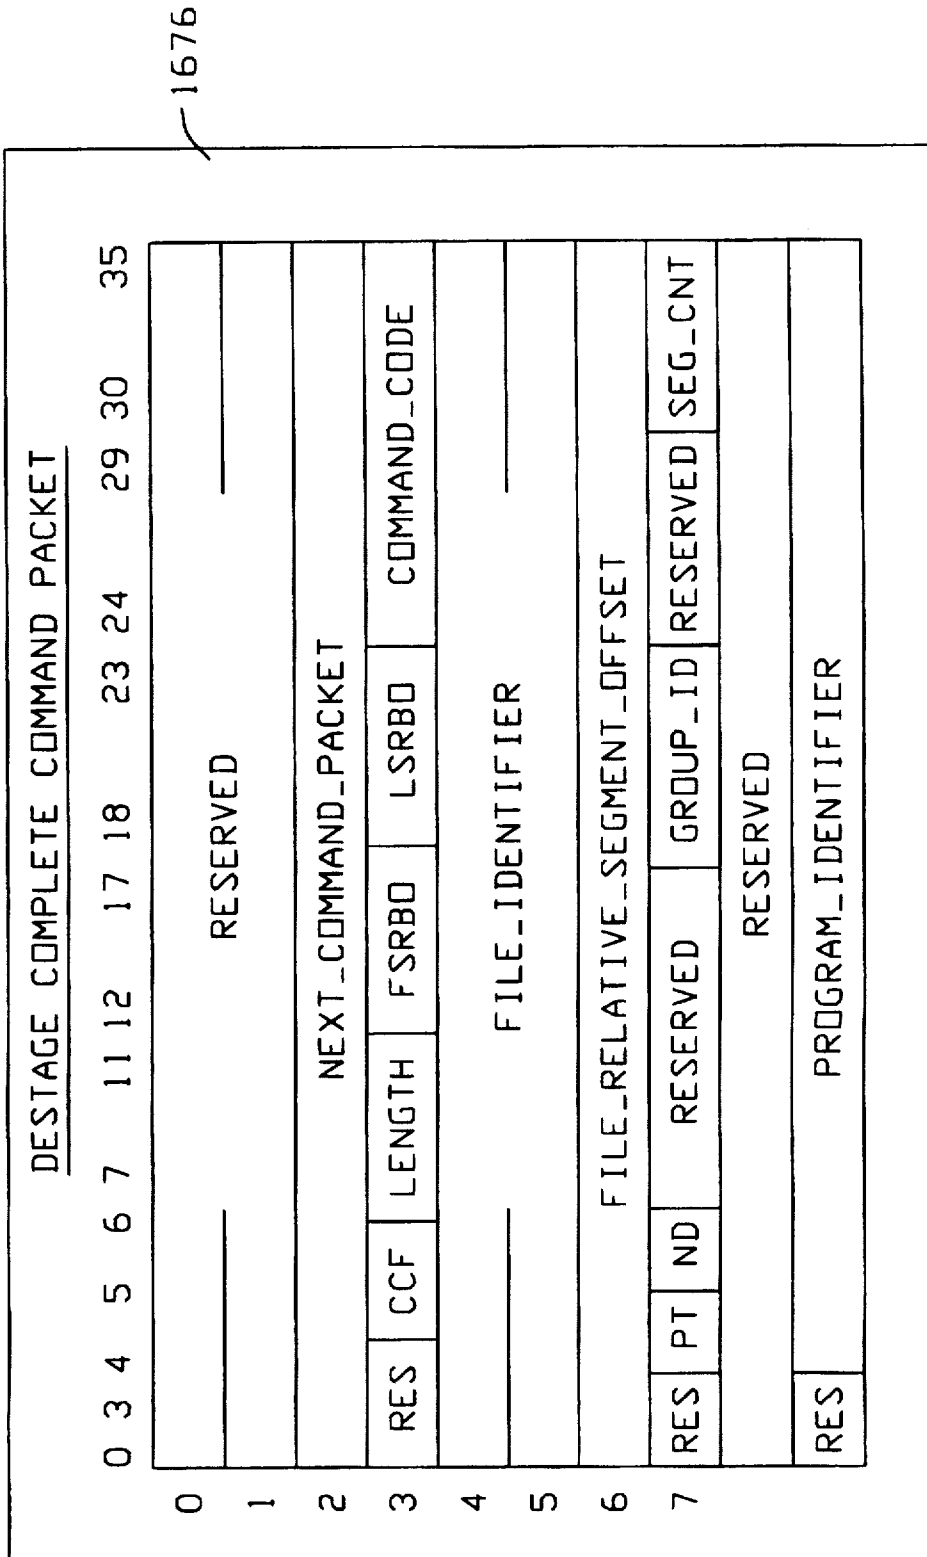 DESTAGE COMPLETE COMMAND PACKET
1676
0 3 4 5 6 7 11 12 17 18 23 24 29 30 35
0 RESERVED
1
2 NEXT_COMMAND_PACKET
3 RES CCF LENGTH FSRBO LSRBO COMMAND_CODE
4 FILE_IDENTIFIER
5
6 FILE_RELATIVE_SEGMENT_OFFSET
7 RES PT ND RESERVED GROUP_ID RESERVED SEG_CNT
RESERVED
RES PROGRAM_IDENTIFIER